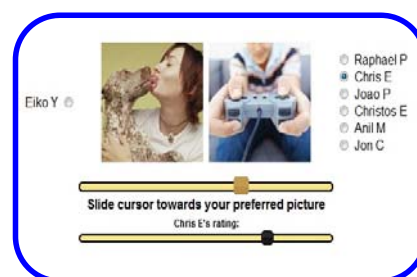 Eiko Y
Raphael P
Chris E
Joao P
Christos E
Anil M
Jon C
Slide cursor towards your preferred picture
Chris E's rating: